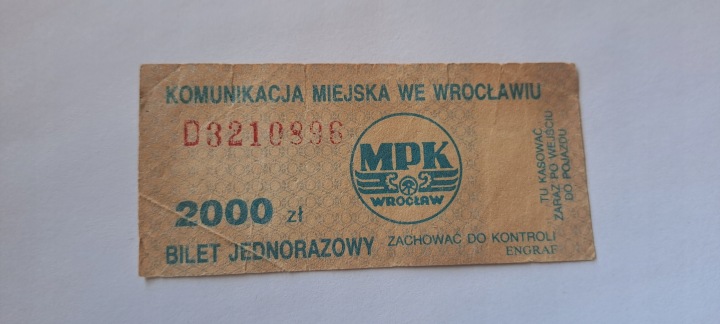 KOMUNIKACJA MIEJSKA WE WROCŁAWIU
D3210896
MPK
WROCŁAW
2000 zł
BILET JEDNORAZOWY
ZACHOWAĆ DO KONTROLI
ENGRAF
TU KASOWAĆ
ZARAZ PO WEJŚCIU
DO POJAZDU